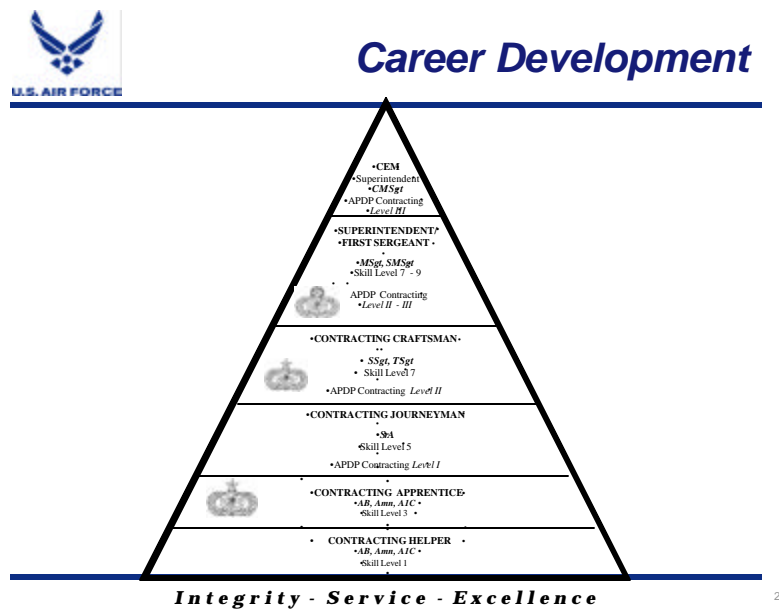 U.S. AIR FORCE
Career Development
•CEM
•Superintendent
•CMSgt
•APDP Contracting
•Level III
•SUPERINTENDENT/
•FIRST SERGEANT
•MSgt, SMSgt
•Skill Level 7 - 9
APDP Contracting
•Level II - III
•CONTRACTING CRAFTSMAN
• SSgt, TSgt
• Skill Level 7
•APDP Contracting Level II
•CONTRACTING JOURNEYMAN
•SrA
•Skill Level 5
•APDP Contracting Level I
•CONTRACTING APPRENTICE
•AB, Amn, A1C •
•Skill Level 3 •
• CONTRACTING HELPER •
•AB, Amn, A1C •
•Skill Level 1
Integrity - Service - Excellence
2